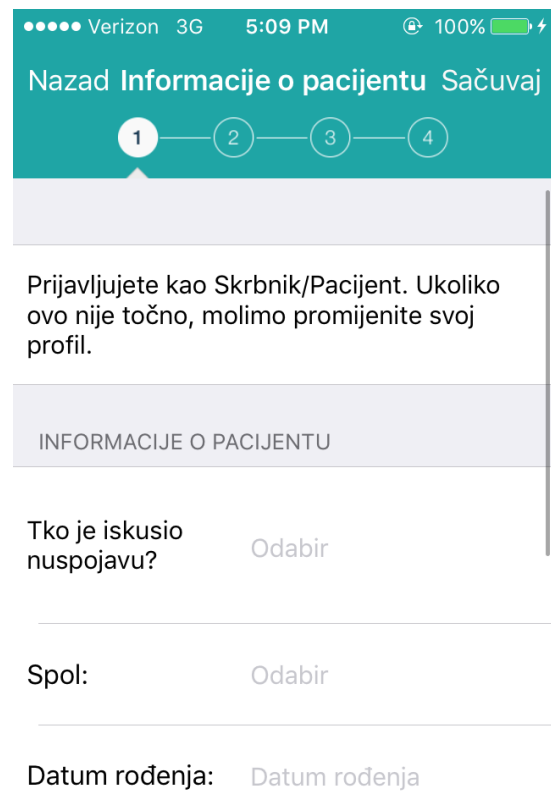 Verizon 3G 5:09 PM 100%
Nazad Informacije o pacijentu Sačuvaj
1 2 3 4
Prijavljujete kao Skrbnik/Pacijent. Ukoliko
ovo nije točno, molimo promijenite svoj
profil.
INFORMACIJE O PACIJENTU
Tko je iskusio
nuspojavu?
Odabir
Spol: Odabir
Datum rođenja: Datum rođenja